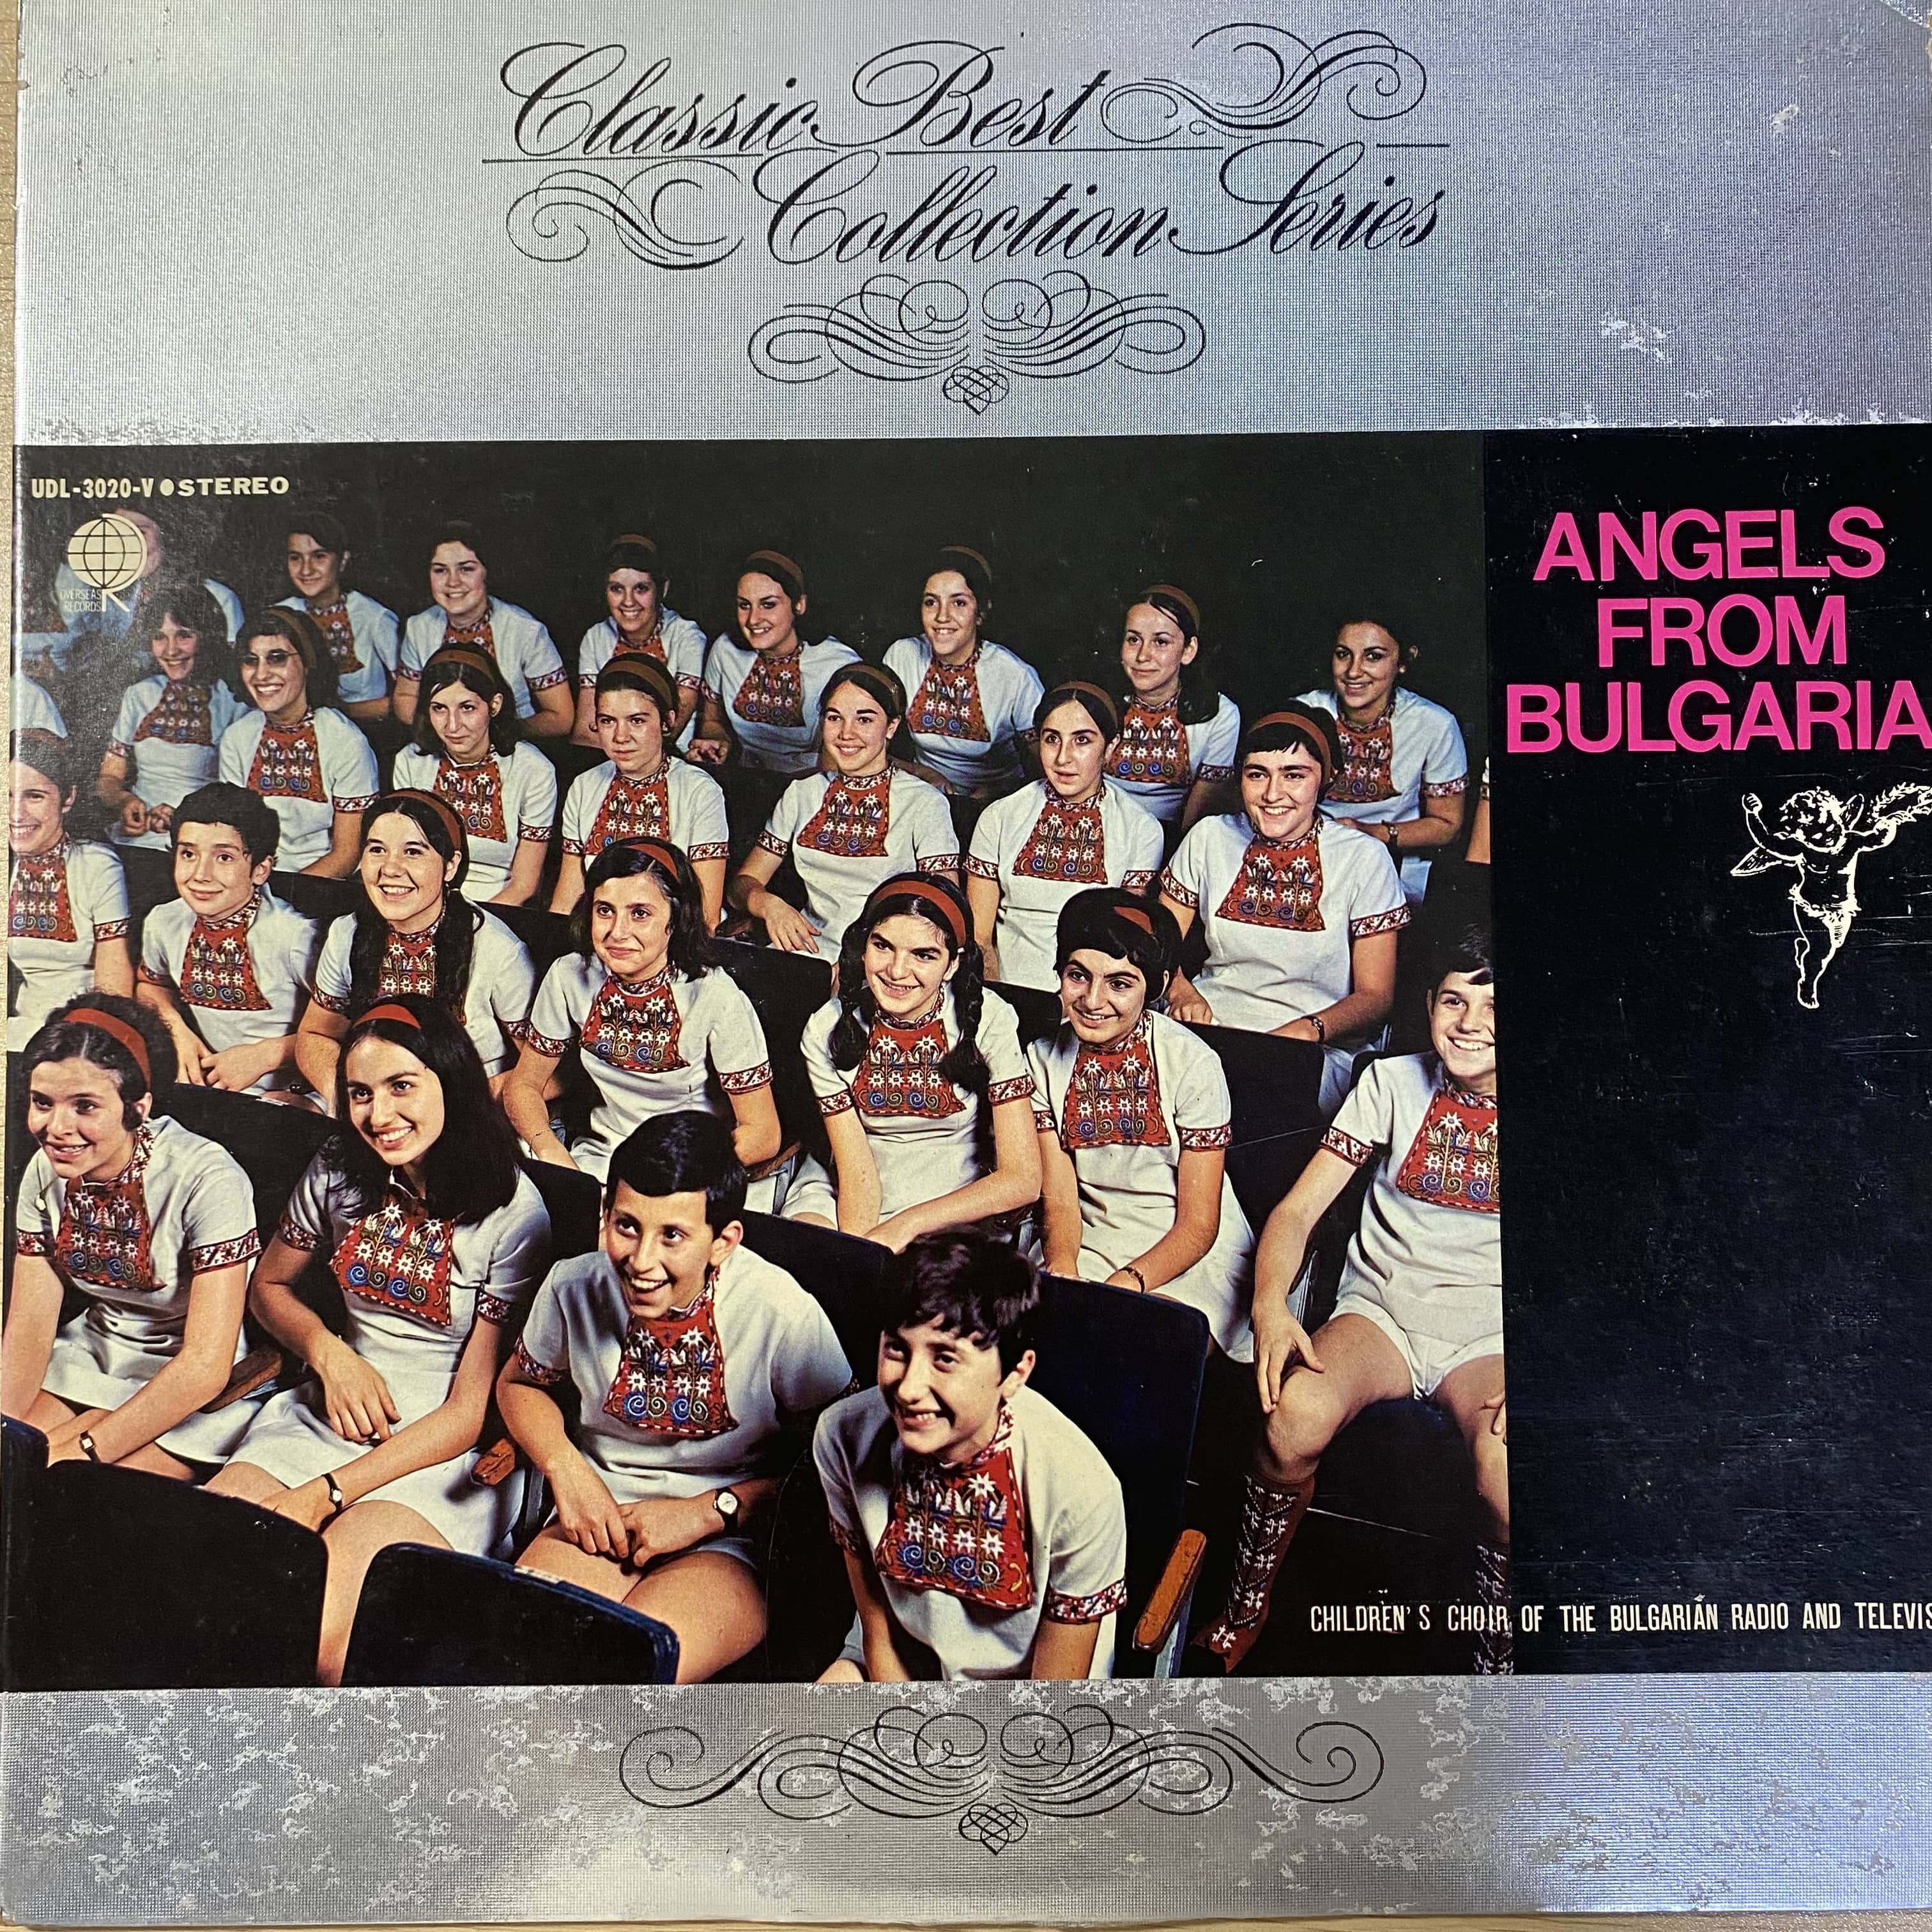 Classic Best
Collection Series
UDL-3020-V●STEREO
OVERSEAS
RECORDS
ANGELS
FROM
BULGARIA
CHILDREN'S CHOIR OF THE BULGARIAN RADIO AND TELEVIS